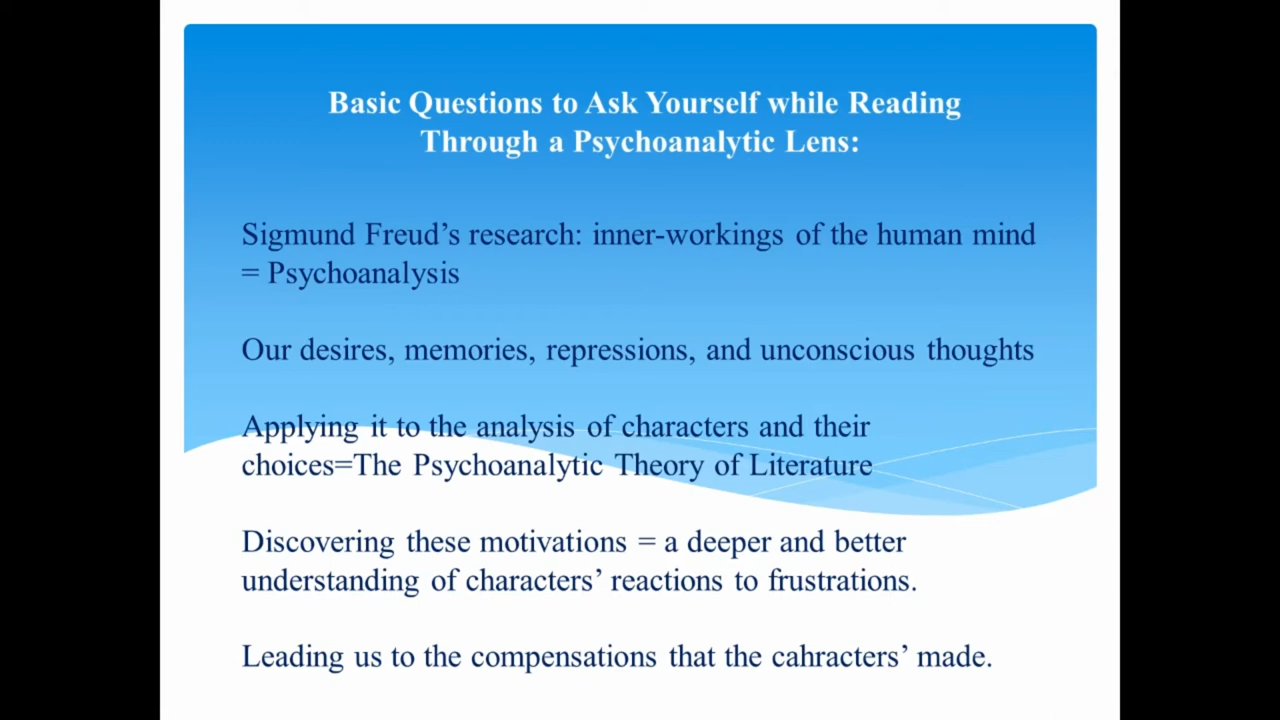 Basic Questions to Ask Yourself while Reading
Through a Psychoanalytic Lens:
Sigmund Freud’s research: inner-workings of the human mind
= Psychoanalysis
Our desires, memories, repressions, and unconscious thoughts
Applying it to the analysis of characters and their
choices=The Psychoanalytic Theory of Literature
Discovering these motivations = a deeper and better
understanding of characters’ reactions to frustrations.
Leading us to the compensations that the cahracters’ made.